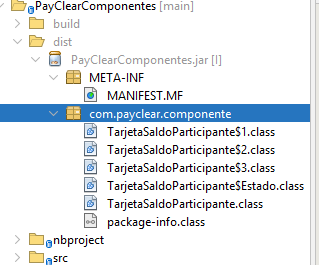 PayClearComponentes [main]
build
dist
PayClearComponentes.jar [I]
META-INF
MANIFEST.MF
com.payclear.componente
TarjetaSaldoParticipante$1.class
TarjetaSaldoParticipante$2.class
TarjetaSaldoParticipante$3.class
TarjetaSaldoParticipante$Estado.class
TarjetaSaldoParticipante.class
package-info.class
nbproject
src